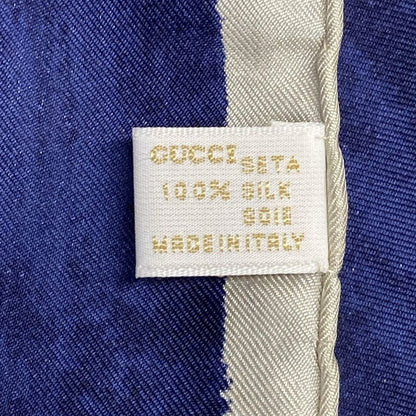 GUCCI SETA
100% SILK
SOIE
MADE IN ITALY